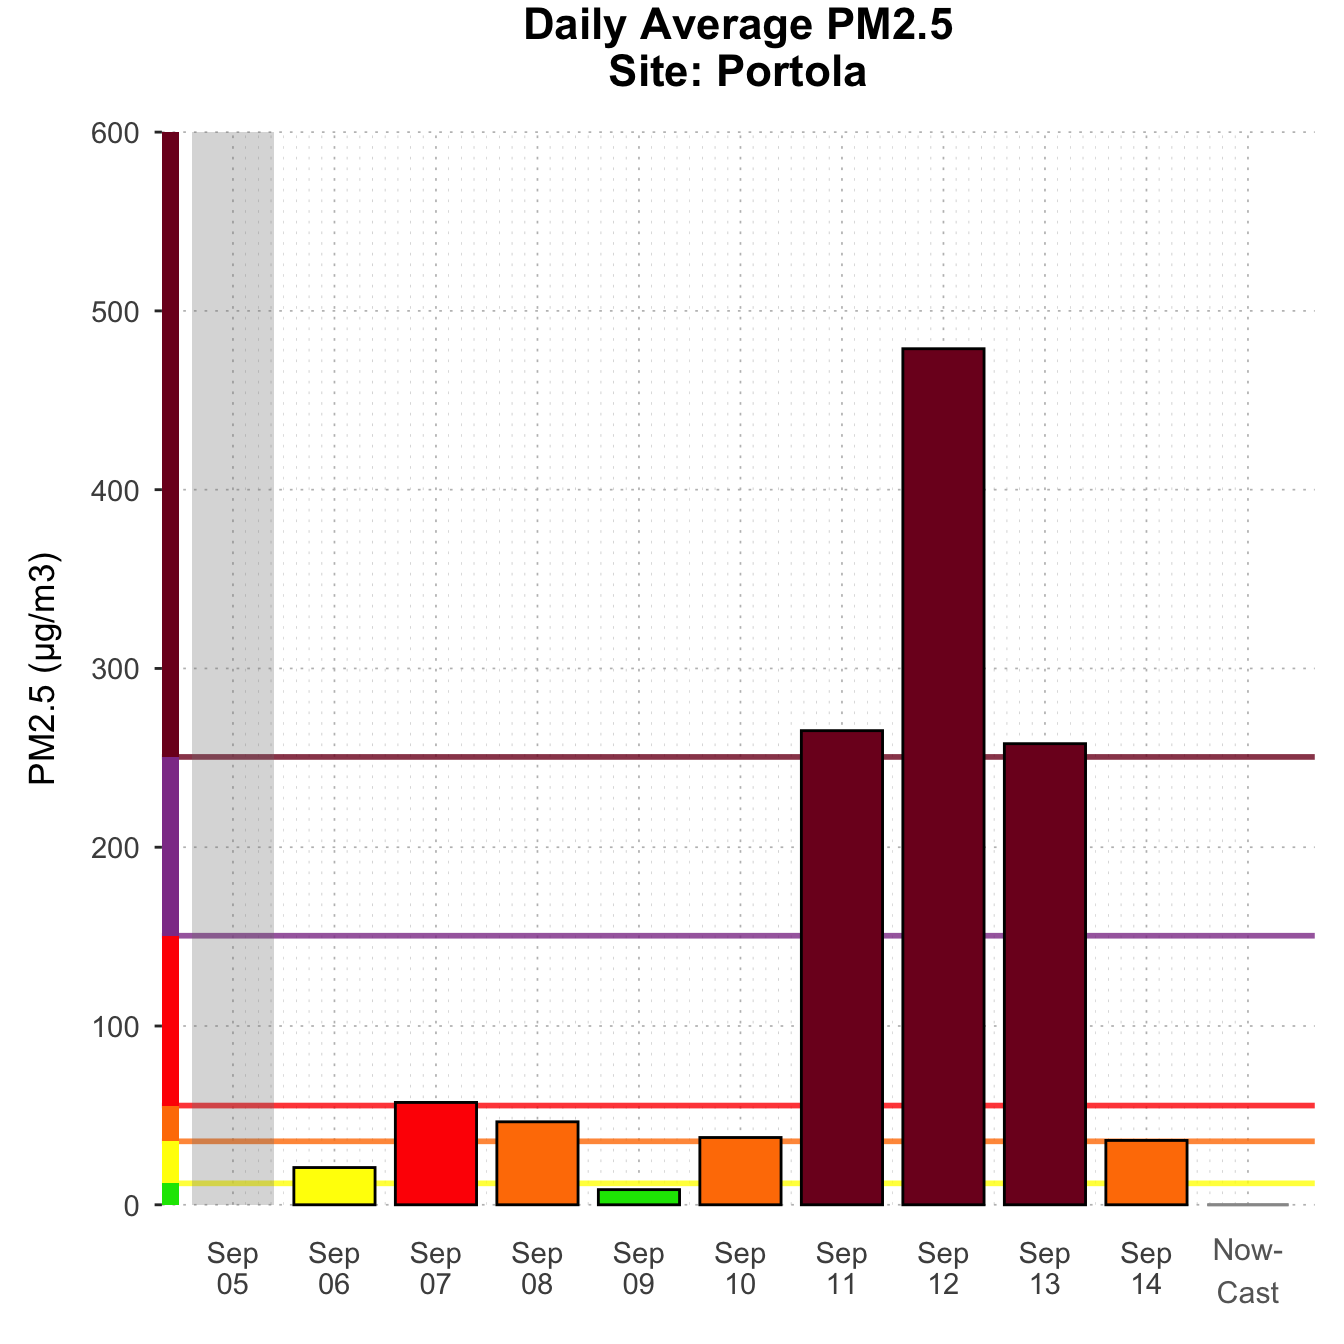 Daily Average PM2.5
Site: Portola
PM2.5 (µg/m3)
600
500
400
300
200
100
0
Sep 05
Sep 06
Sep 07
Sep 08
Sep 09
Sep 10
Sep 11
Sep 12
Sep 13
Sep 14
Now-
Cast